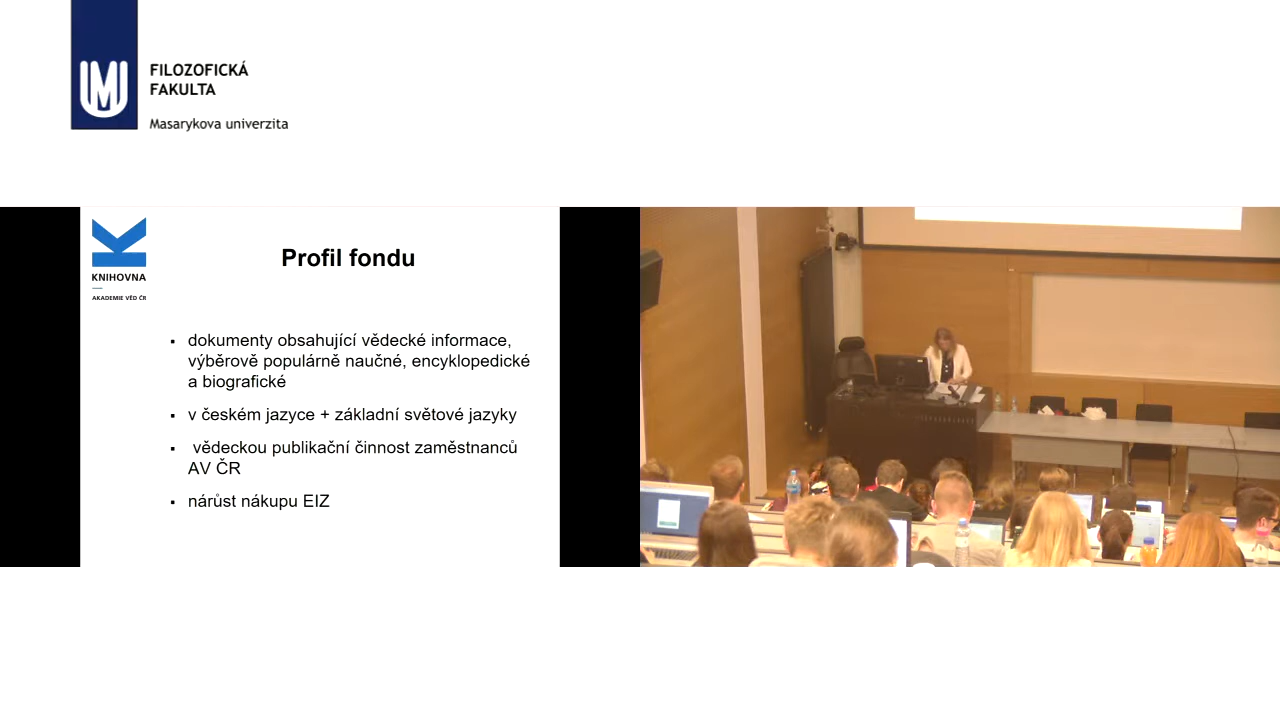 FILOZOFICKÁ
FAKULTA
Masarykova univerzita
KNIHOVNA
AKADEMIE VĚD ČR
Profil fondu
▪ dokumenty obsahující vědecké informace,
výběrově populárně naučné, encyklopedické
a biografické
▪ v českém jazyce + základní světové jazyky
▪ vědeckou publikační činnost zaměstnanců
AV ČR
▪ nárůst nákupu EIZ